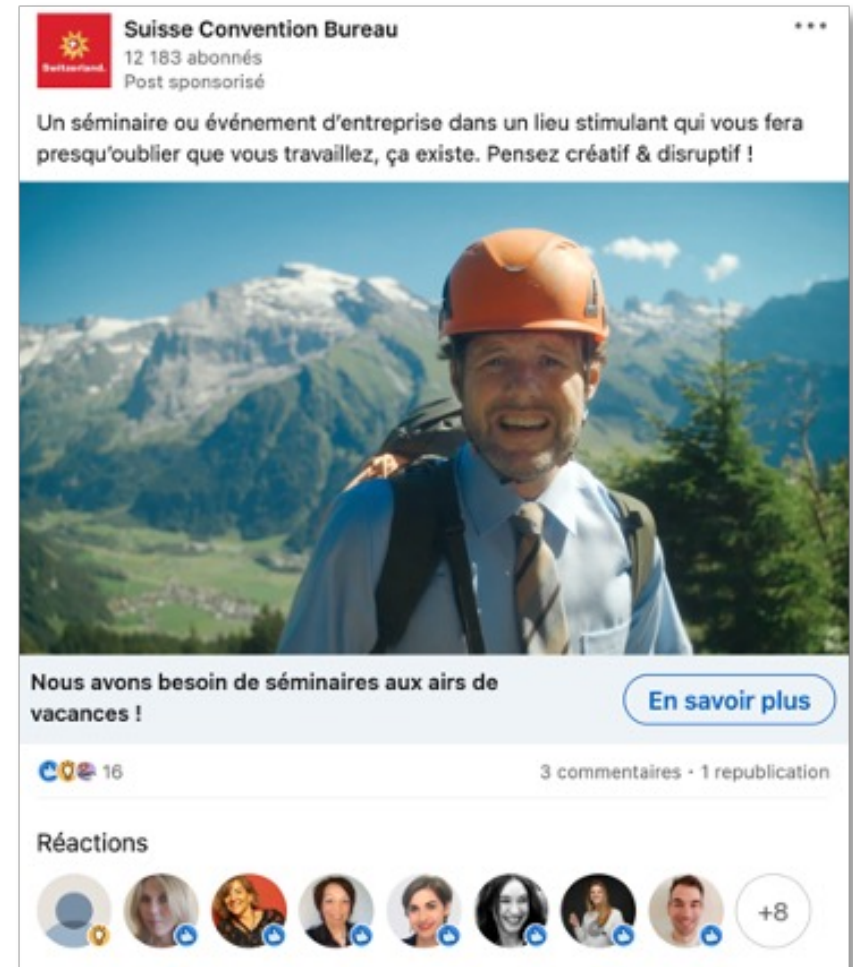 Suisse Convention Bureau
Switzerland.
12 183 abonnés
Post sponsorisé
Un séminaire ou événement d'entreprise dans un lieu stimulant qui vous fera
presqu'oublier que vous travaillez, ça existe. Pensez créatif & disruptif !
Nous avons besoin de séminaires aux airs de
vacances !
En savoir plus
16
3 commentaires • 1 republication
Réactions
+8